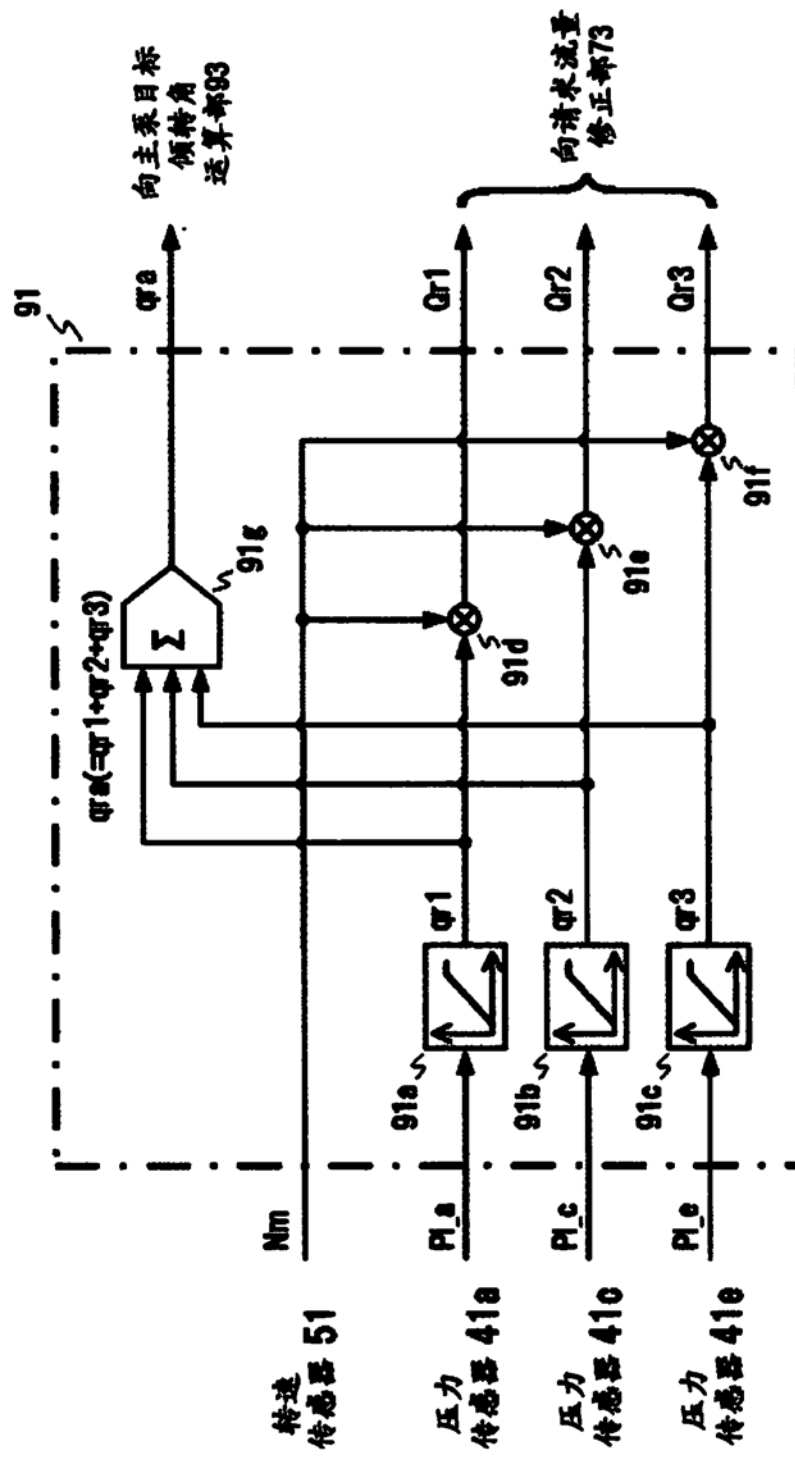 91
qra(=qr1+qr2+qr3)
Σ
91g
qra
向主泵目标
倾转角
运算部93
转速
传感器 51
Nm
压力
传感器 41a
Pi_a
91a
qr1
91d
Qr1
压力
传感器 41c
Pi_c
91b
qr2
91e
Qr2
压力
传感器 41e
Pi_e
91c
qr3
91f
Qr3
向请求流量
修正部73